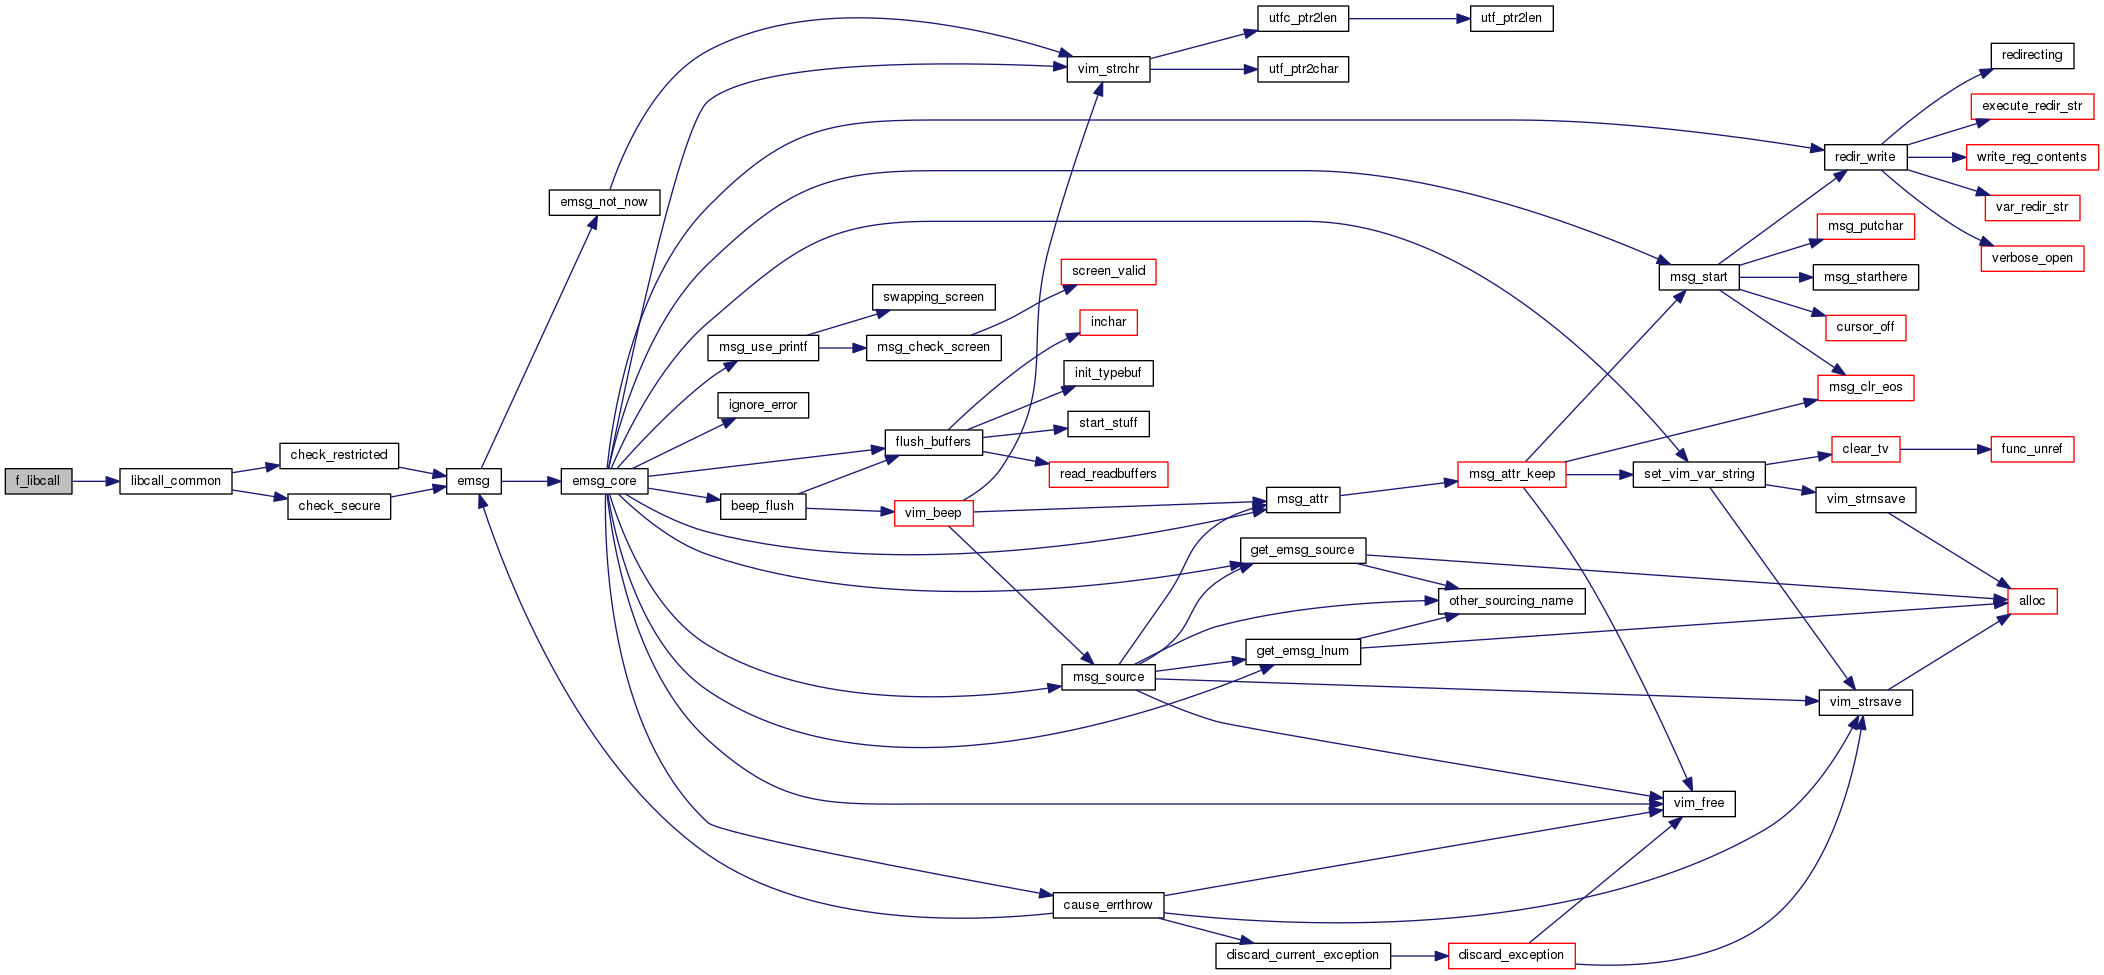 f_libcall
libcall_common
check_restricted
check_secure
emsg
emsg_not_now
emsg_core
msg_use_printf
ignore_error
beep_flush
swapping_screen
msg_check_screen
flush_buffers
vim_beep
vim_strchr
screen_valid
inchar
init_typebuf
start_stuff
read_readbuffers
msg_source
cause_errthrow
utfc_ptr2len
utf_ptr2char
msg_attr
get_emsg_source
get_emsg_lnum
discard_current_exception
utf_ptr2len
msg_attr_keep
other_sourcing_name
discard_exception
msg_start
set_vim_var_string
vim_free
redir_write
msg_putchar
msg_starthere
cursor_off
msg_clr_eos
clear_tv
vim_strnsave
vim_strsave
redirecting
execute_redir_str
write_reg_contents
var_redir_str
verbose_open
func_unref
alloc